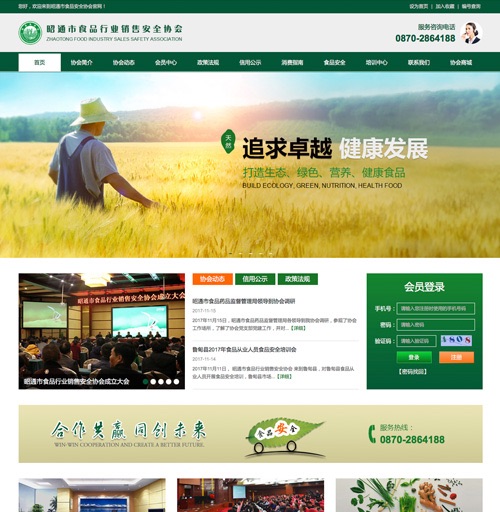 您好，欢迎来到昭通市食品安全协会官网！
设为首页 | 加入收藏 | 编号查询
昭通市食品行业销售安全协会
ZHAOTONG FOOD INDUSTRY SALES SAFETY ASSOCIATION
服务咨询电话
0870-2864188
首页 协会简介 协会动态 会员中心 政策法规 信用公示 消费指南 食品安全 培训中心 联系我们 协会商城
天然
追求卓越 健康发展
打造生态、绿色、营养、健康食品
BUILD ECOLOGY, GREEN, NUTRITION, HEALTH FOOD
昭通市食品行业销售安全协会成立大会
昭通市食品行业销售安全协会成立大会
协会动态 信用公示 政策法规
昭通市食品药品监督管理局领导到协会调研
2017-11-15
2017年11月15日，昭通市食品药品监督管理局领导到协会调研，参观了协会
工作场所，了解了协会党支部党建工作，并对...【详细】
鲁甸县2017年食品从业人员食品安全培训会
2017-11-14
2017年11月11日，昭通市食品行业销售安全协会 来到鲁甸县，对鲁甸县食品从
业人员开展食品安全培训，鲁甸县市场...【详细】
会员登录
手机号：
请输入您注册时使用的手机号码
密码：
请输入密码
验证码：
请输入验证码
登录 注册
【密码找回】
合作共赢 同创未来
WIN-WIN COOPERATION AND CREATE A BETTER FUTURE.
食品安全
服务热线：
0870-2864188